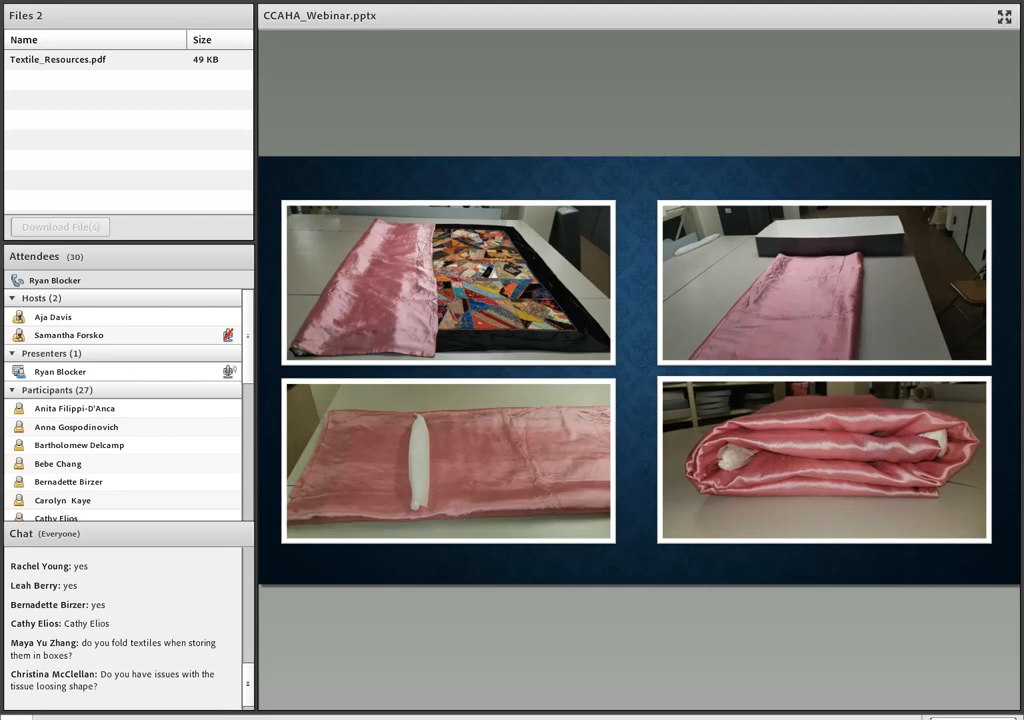 Files 2
Name Size
Textile_Resources.pdf 49 KB
Download File(s)
Attendees (30)
Ryan Blocker
Hosts (2)
Aja Davis
Samantha Forsko
Presenters (1)
Ryan Blocker
Participants (27)
Anita Filippi-D'Anca
Anna Gospodinovich
Bartholomew Delcamp
Bebe Chang
Bernadette Birzer
Carolyn Kaye
Cathy Elios
Chat (Everyone)
Rachel Young: yes
Leah Berry: yes
Bernadette Birzer: yes
Cathy Elios: Cathy Elios
Maya Yu Zhang: do you fold textiles when storing
them in boxes?
Christina McClellan: Do you have issues with the
tissue loosing shape?
CCAHA_Webinar.pptx